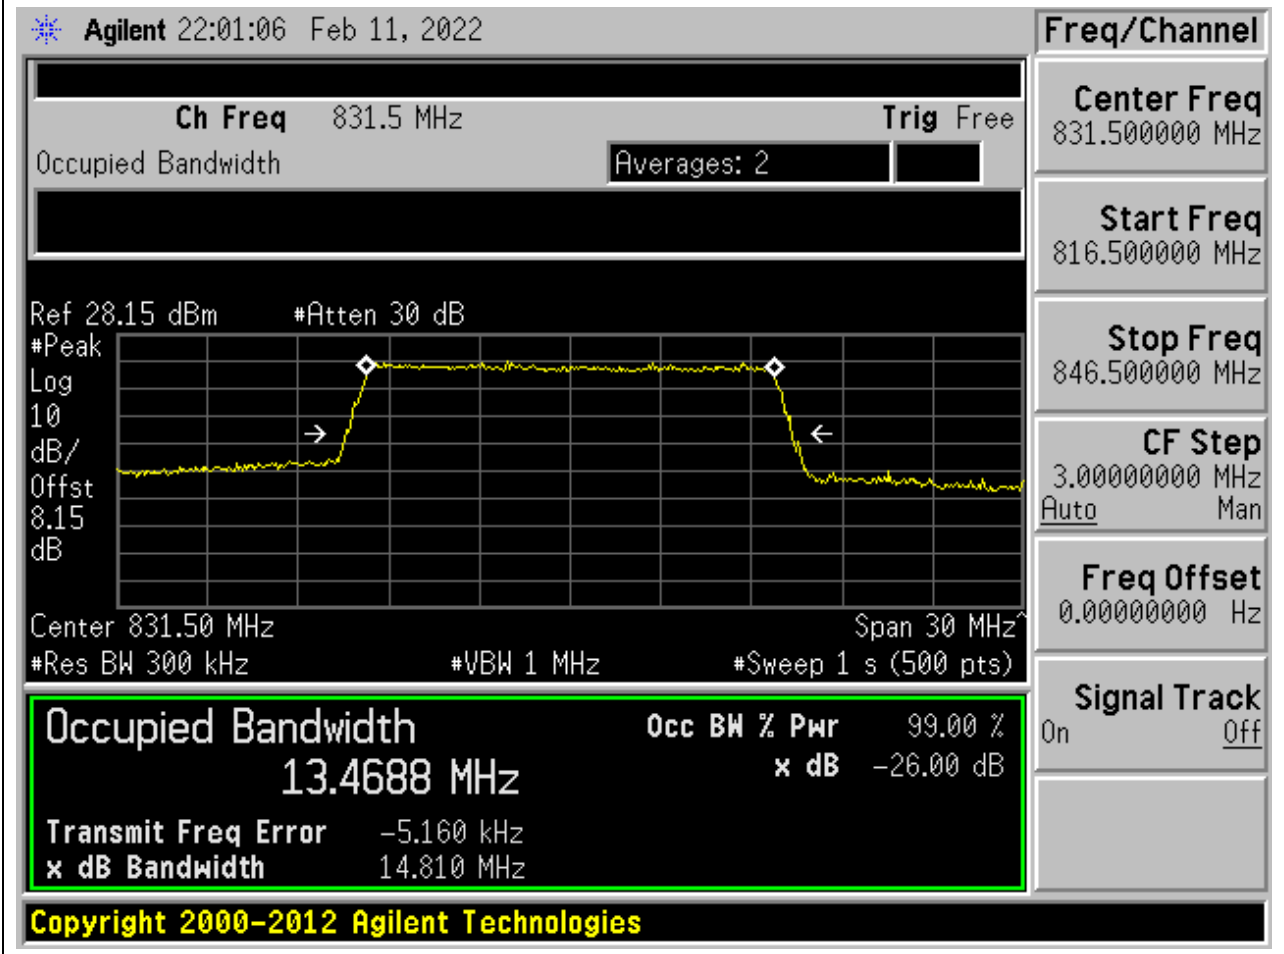 Agilent 22:01:06 Feb 11, 2022
Ch Freq 831.5 MHz Trig Free
Occupied Bandwidth Averages: 2
Ref 28.15 dBm #Atten 30 dB
#Peak
Log
10
dB/
Offst
8.15
dB
Center 831.50 MHz Span 30 MHz^
#Res BW 300 kHz #VBW 1 MHz #Sweep 1 s (500 pts)
Occupied Bandwidth Occ BW % Pwr 99.00 %
13.4688 MHz x dB -26.00 dB
Transmit Freq Error -5.160 kHz
x dB Bandwidth 14.810 MHz
Copyright 2000-2012 Agilent Technologies
Freq/Channel
Center Freq
831.500000 MHz
Start Freq
816.500000 MHz
Stop Freq
846.500000 MHz
CF Step
3.00000000 MHz
Auto Man
Freq Offset
0.00000000 Hz
Signal Track
On Off